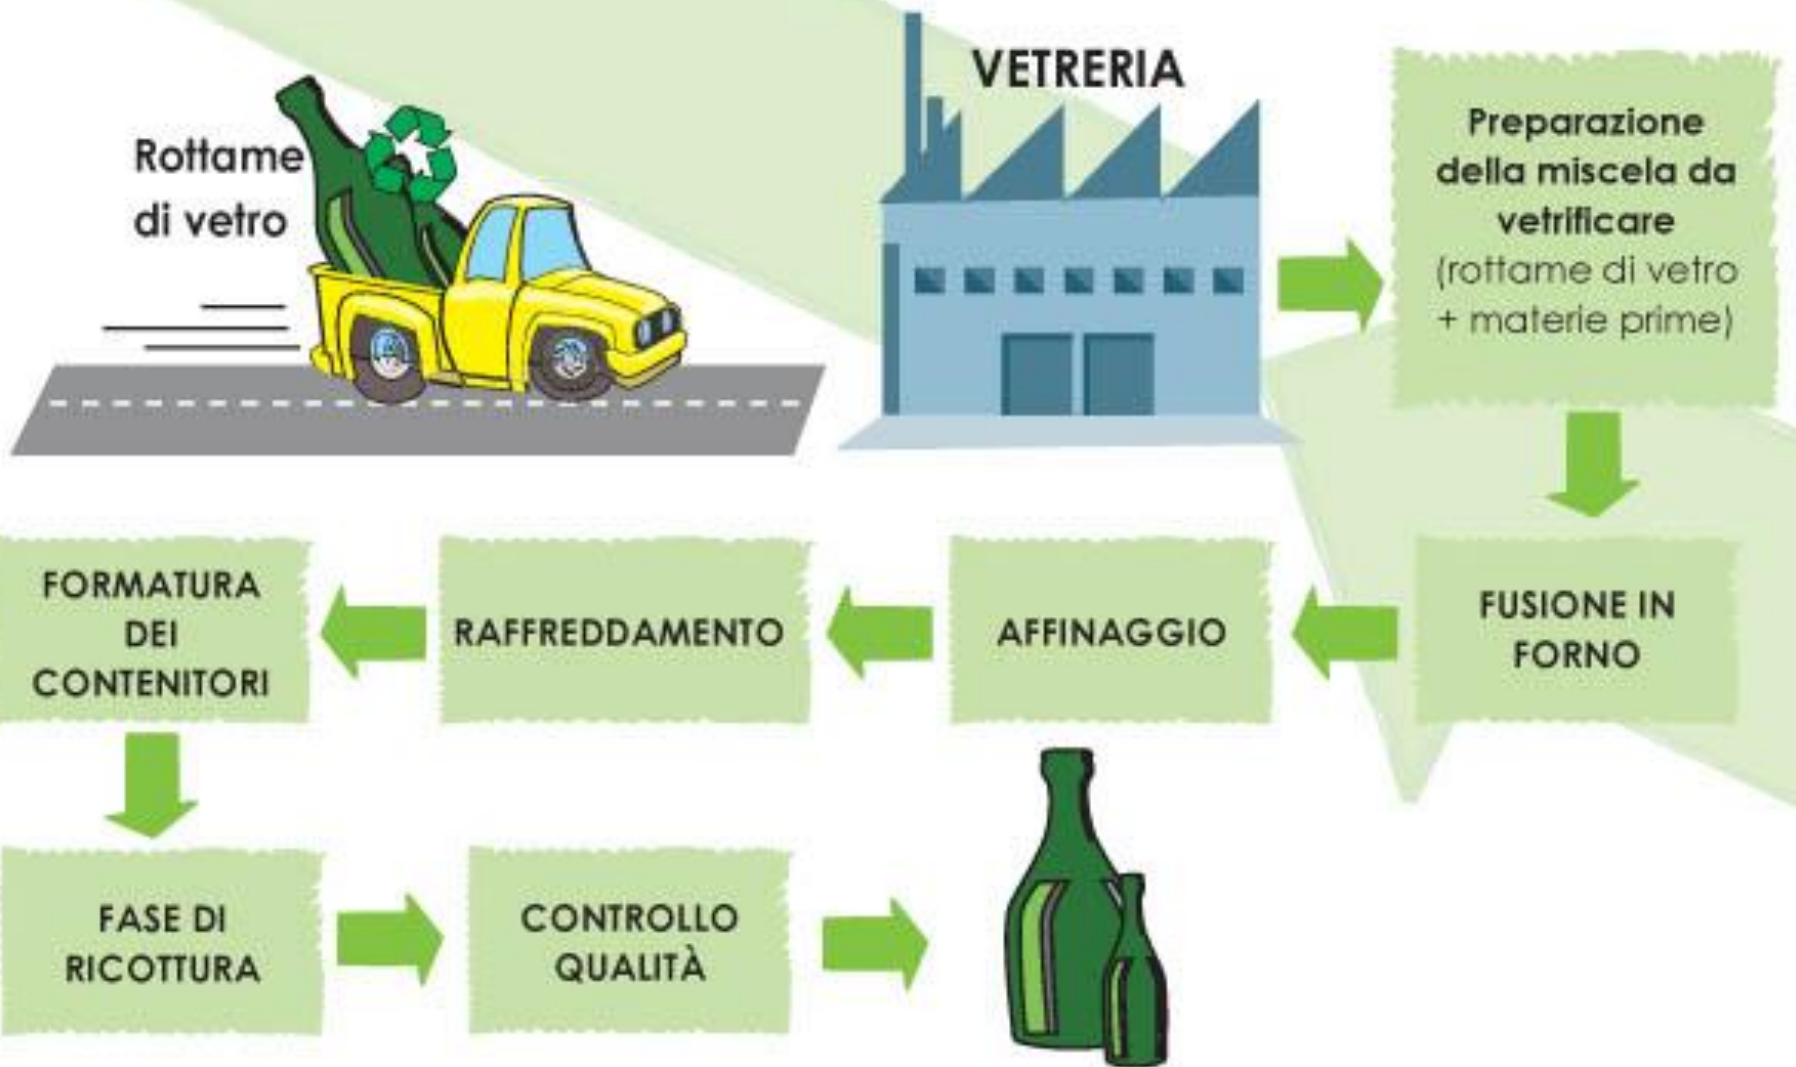 Rottame
di vetro
VETRERIA
Preparazione
della miscela da
vetrificare
(rottame di vetro
+ materie prime)
FUSIONE IN
FORNO
AFFINAGGIO
RAFFREDDAMENTO
FORMATURA
DEI
CONTENITORI
FASE DI
RICOTTURA
CONTROLLO
QUALITÀ